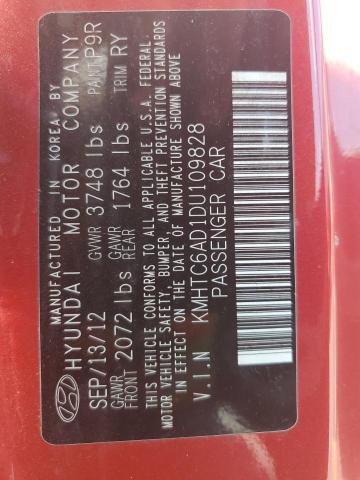 MANUFACTURED IN KOREA. BY
HYUNDAI MOTOR COMPANY
SEP/13/12 GVWR 3748 lbs PAINT P9R
GAWR FRONT 2072 lbs GAWR REAR 1764 lbs TRIM RY
THIS VEHICLE CONFORMS TO ALL APPLICABLE U.S.A. FEDERAL
MOTOR VEHICLE SAFETY, BUMPER, AND THEFT PREVENTION STANDARDS
IN EFFECT ON THE DATE OF MANUFACTURE SHOWN ABOVE
V.I.N KMHTC6AD1DU109828
PASSENGER CAR